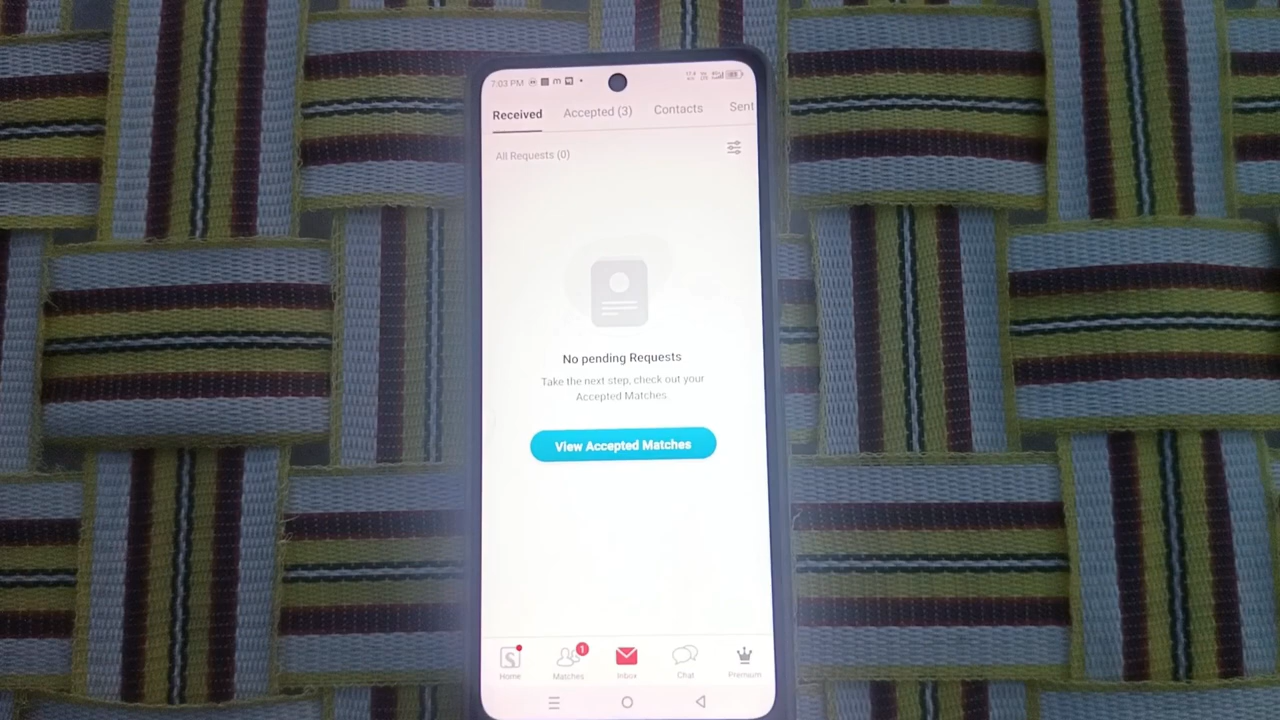 7:03 PM
Received Accepted (3) Contacts Sent
All Requests (0)
No pending Requests
Take the next step, check out your
Accepted Matches
View Accepted Matches
1
Home Matches Inbox Chat Premium